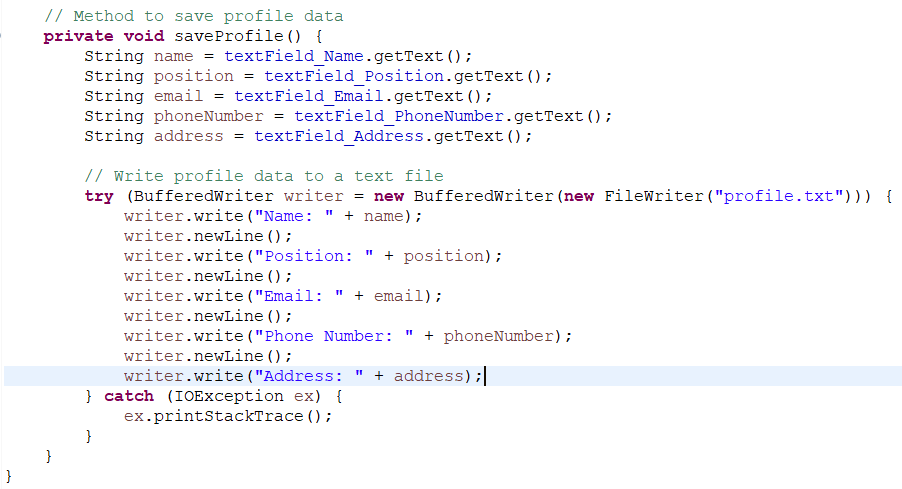 // Method to save profile data
private void saveProfile() {
String name = textField_Name.getText();
String position = textField_Position.getText();
String email = textField_Email.getText();
String phoneNumber = textField_PhoneNumber.getText();
String address = textField_Address.getText();
// Write profile data to a text file
try (BufferedWriter writer = new BufferedWriter(new FileWriter("profile.txt"))) {
writer.write("Name: " + name);
writer.newLine();
writer.write("Position: " + position);
writer.newLine();
writer.write("Email: " + email);
writer.newLine();
writer.write("Phone Number: " + phoneNumber);
writer.newLine();
writer.write("Address: " + address);
} catch (IOException ex) {
ex.printStackTrace();
}
}
}